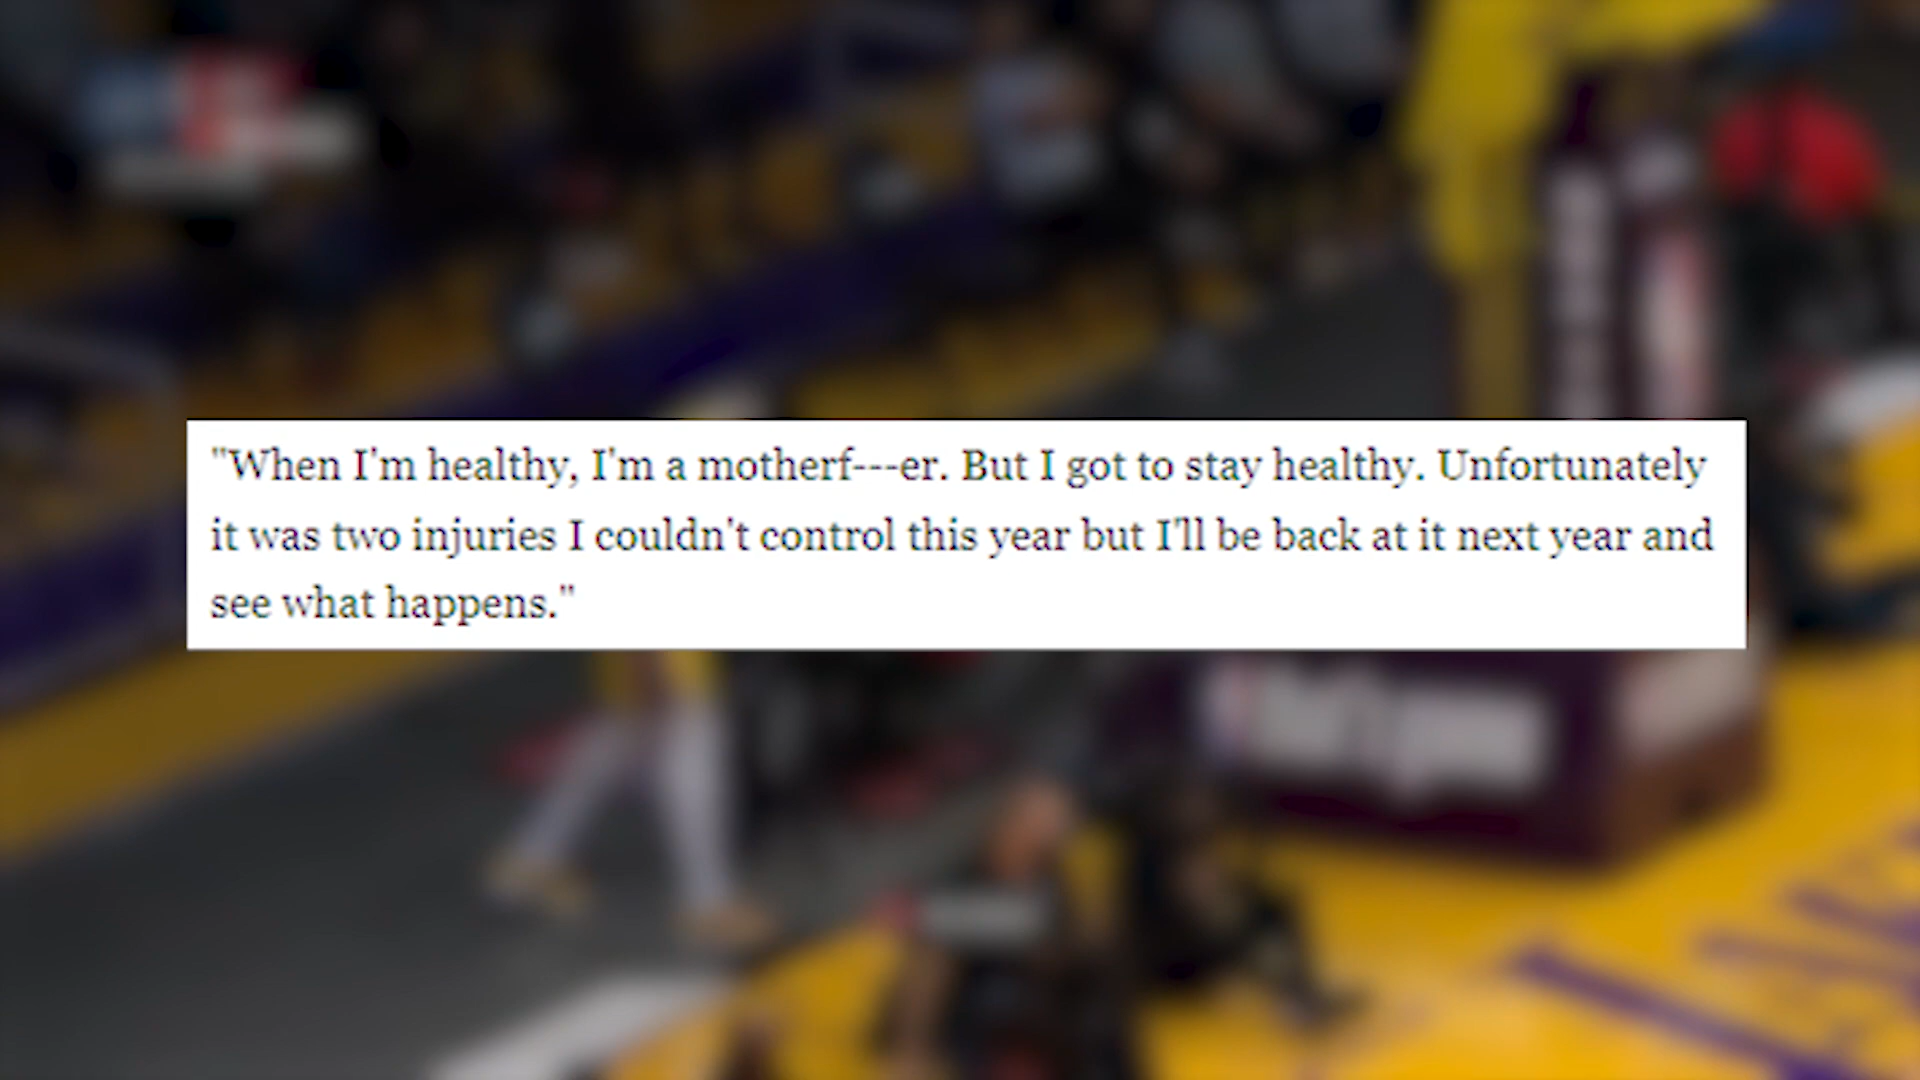 "When I'm healthy, I'm a motherf---er. But I got to stay healthy. Unfortunately
it was two injuries I couldn't control this year but I'll be back at it next year and
see what happens."